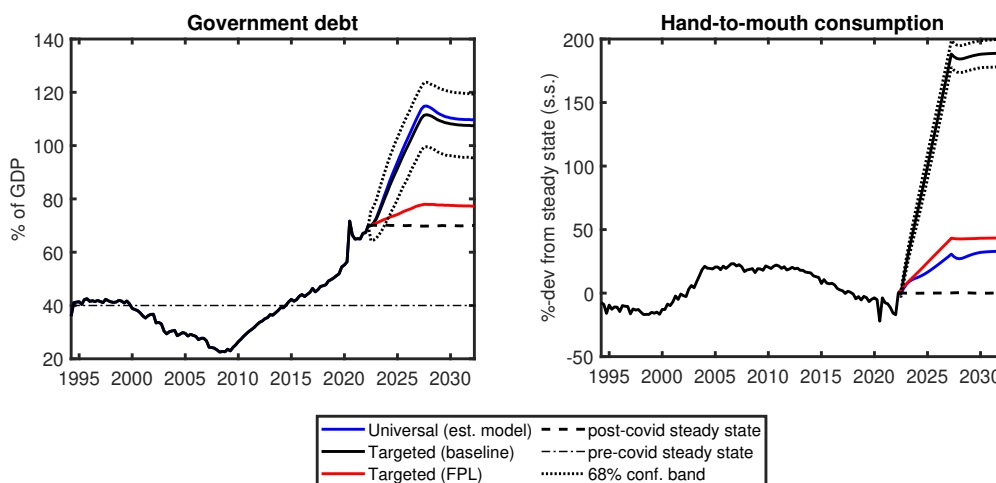 Government debt
% of GDP
140
120
100
80
60
40
20
1995 2000 2005 2010 2015 2020 2025 2030
Hand-to-mouth consumption
%-dev from steady state (s.s.)
200
150
100
50
0
-50
1995 2000 2005 2010 2015 2020 2025 2030
Universal (est. model)
Targeted (baseline)
Targeted (FPL)
post-covid steady state
pre-covid steady state
68% conf. band